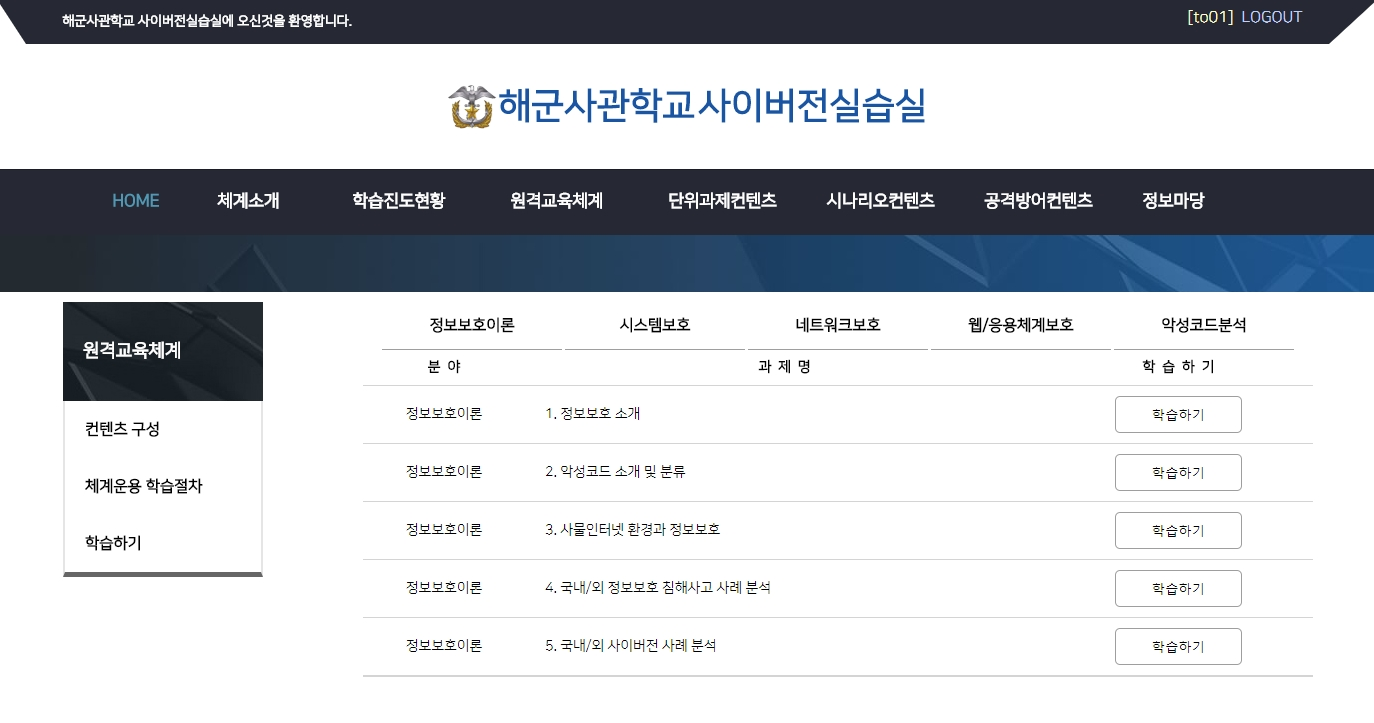 해군사관학교 사이버전실습실에 오신것을 환영합니다.
[to01] LOGOUT
해군사관학교 사이버전실습실
HOME 체계소개 학습진도현황 원격교육체계 단위과제컨텐츠 시나리오컨텐츠 공격방어컨텐츠 정보마당
원격교육체계
컨텐츠 구성
체계운용 학습절차
학습하기
정보보호이론 시스템보호 네트워크보호 웹/응용체계보호 악성코드분석
분 야 과 제 명 학 습 하 기
정보보호이론 1. 정보보호 소개 학습하기
정보보호이론 2. 악성코드 소개 및 분류 학습하기
정보보호이론 3. 사물인터넷 환경과 정보보호 학습하기
정보보호이론 4. 국내/외 정보보호 침해사고 사례 분석 학습하기
정보보호이론 5. 국내/외 사이버전 사례 분석 학습하기